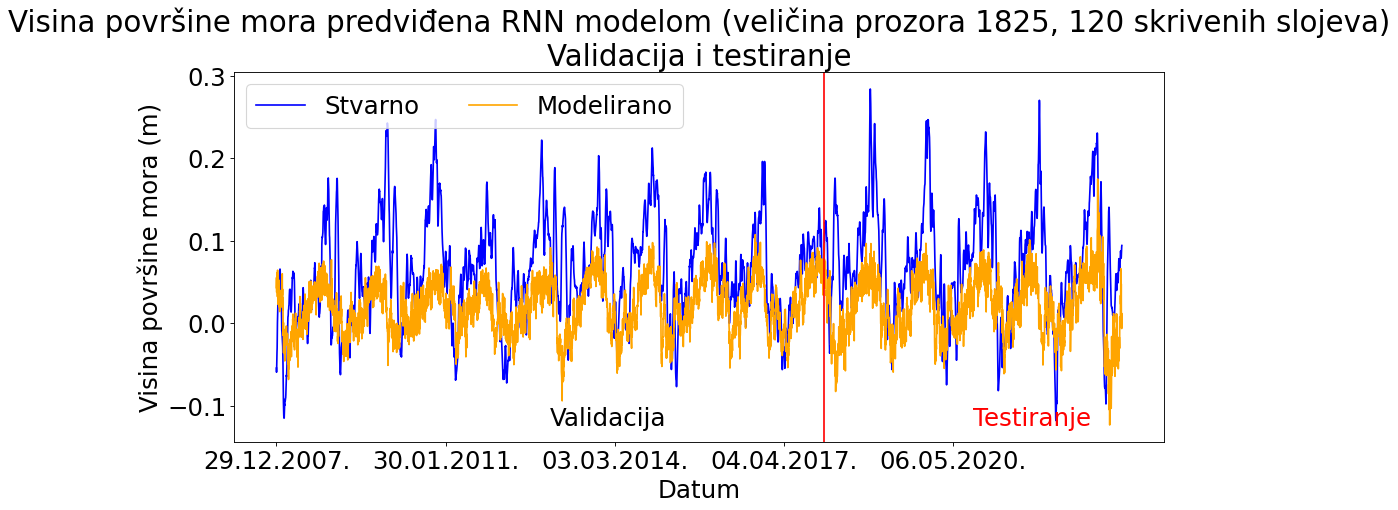 Visina površine mora predviđena RNN modelom (veličina prozora 1825, 120 skrivenih slojeva)
Validacija i testiranje
Stvarno
Modelirano
Visina površine mora (m)
0.3
0.2
0.1
0.0
−0.1
Validacija
Testiranje
29.12.2007.
30.01.2011.
03.03.2014.
04.04.2017.
06.05.2020.
Datum